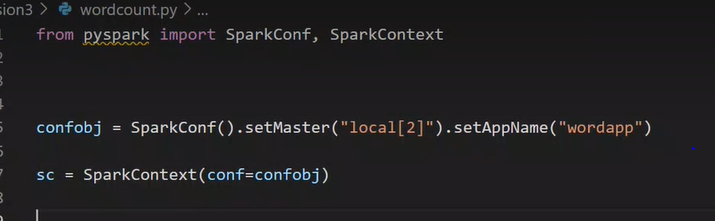 sion3 > wordcount.py > ...
from pyspark import SparkConf, SparkContext
confobj = SparkConf().setMaster("local[2]").setAppName("wordapp")
sc = SparkContext(conf=confobj)